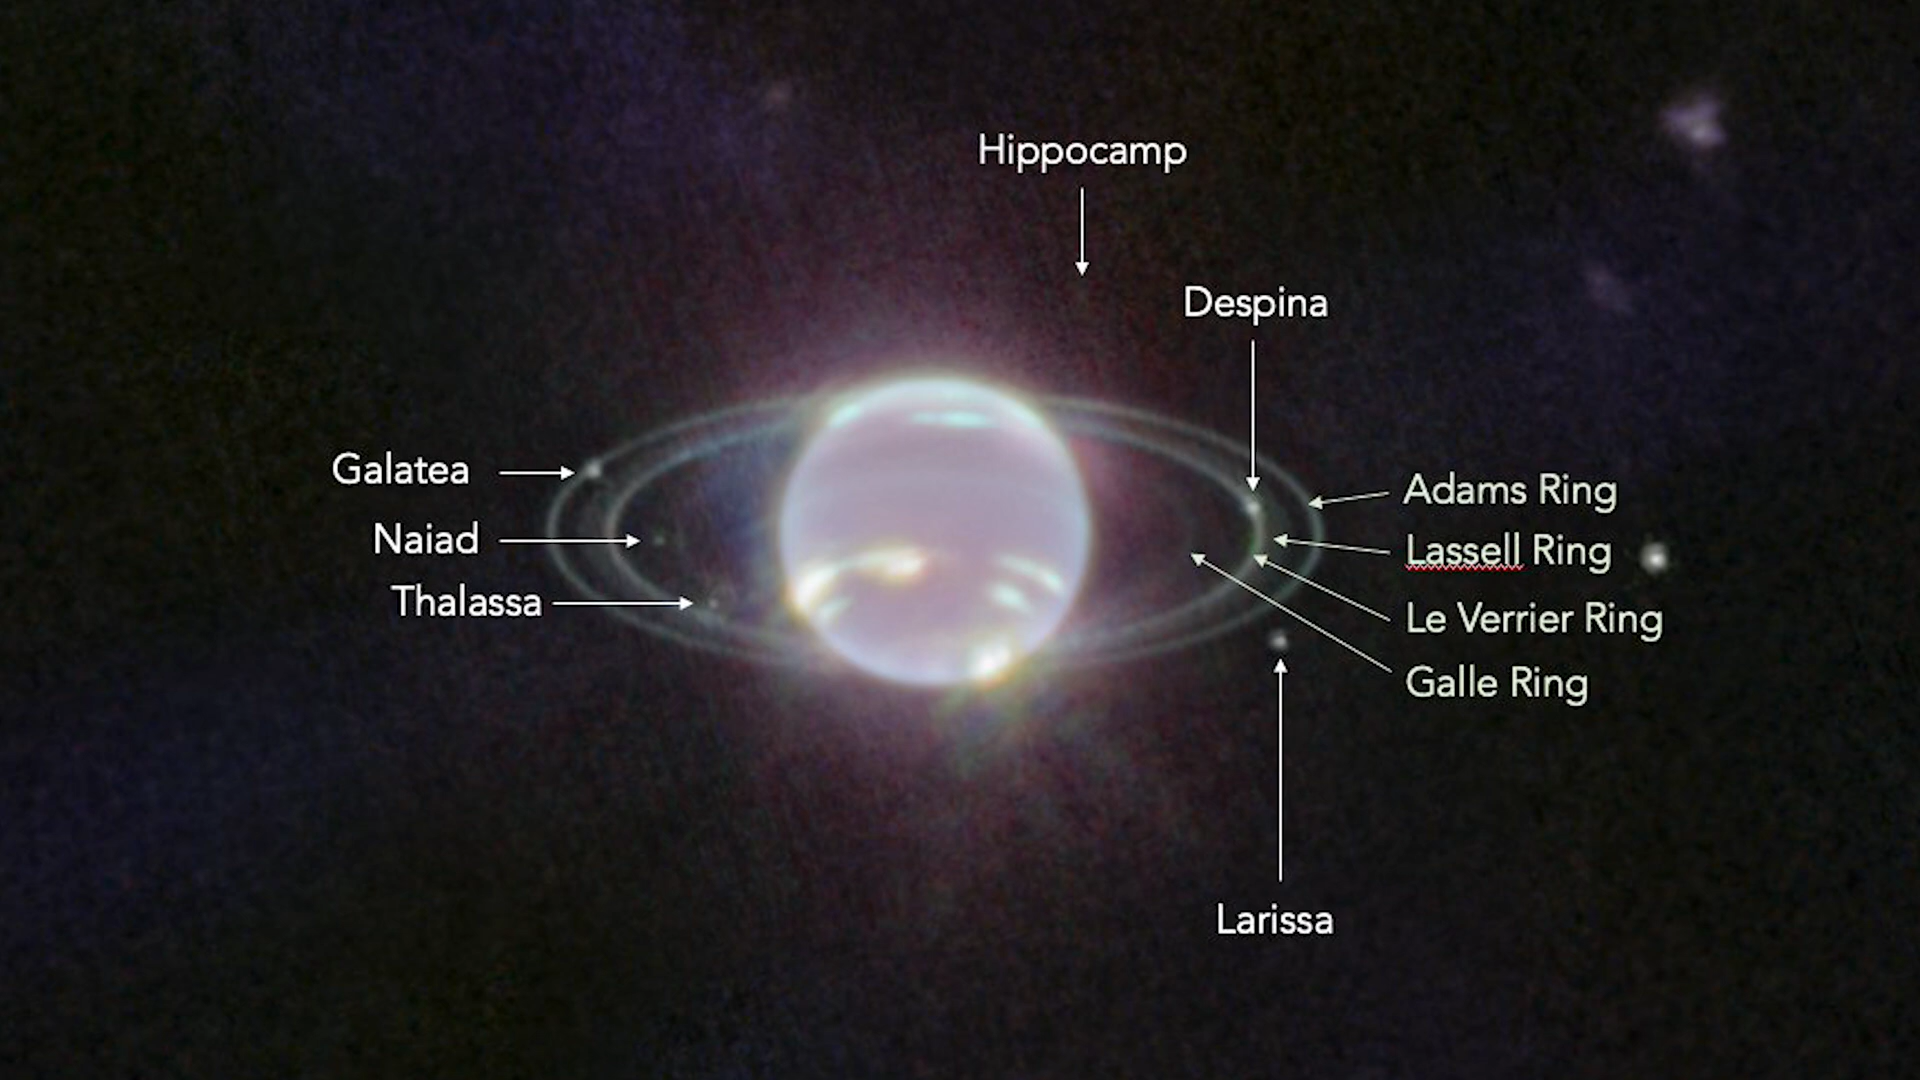 Hippocamp
Despina
Galatea
Naiad
Thalassa
Adams Ring
Lassell Ring
Le Verrier Ring
Galle Ring
Larissa